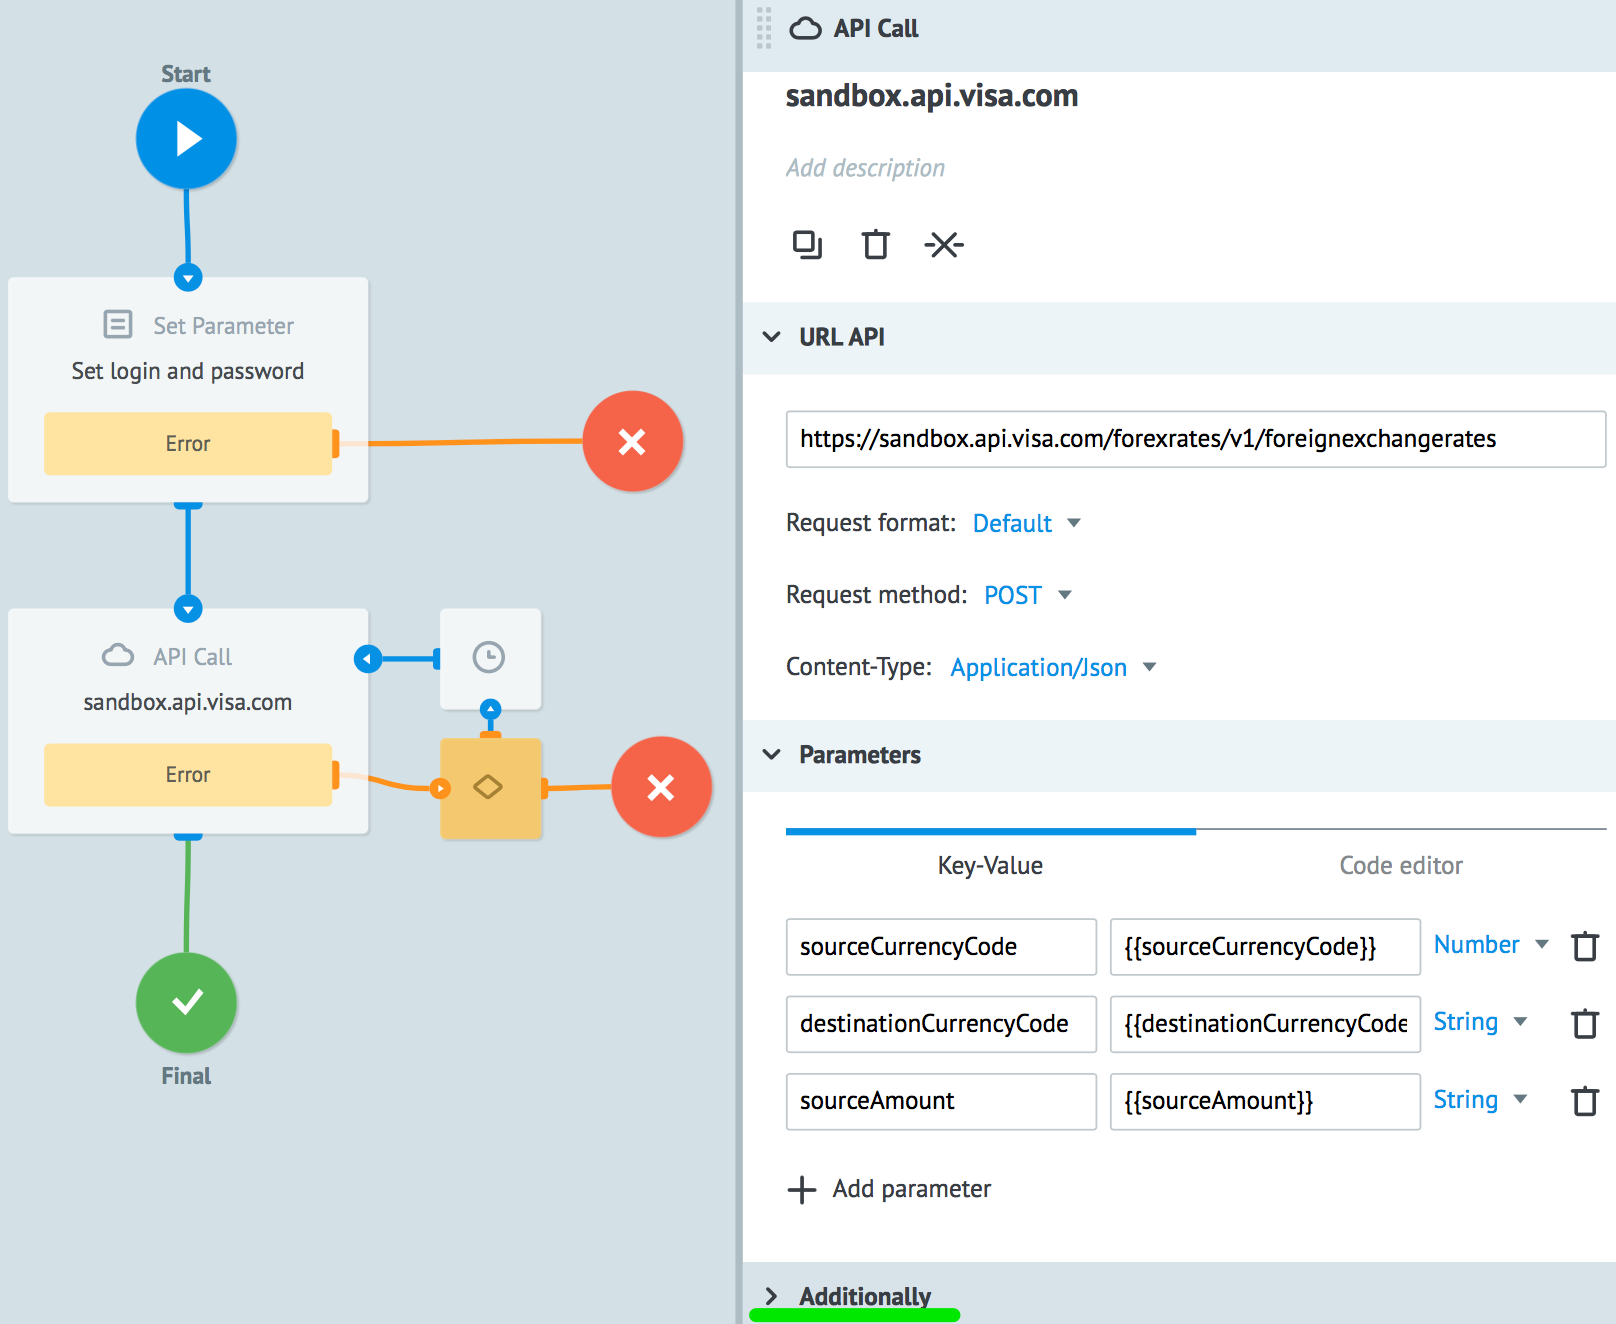 Start
Set Parameter
Set login and password
Error
API Call
sandbox.api.visa.com
Error
Final
API Call
sandbox.api.visa.com
Add description
URL API
https://sandbox.api.visa.com/forexrates/v1/foreignexchangerates
Request format: Default
Request method: POST
Content-Type: Application/Json
Parameters
Key-Value Code editor
sourceCurrencyCode {{sourceCurrencyCode}} Number
destinationCurrencyCode {{destinationCurrencyCode String
sourceAmount {{sourceAmount}} String
Add parameter
Additionally